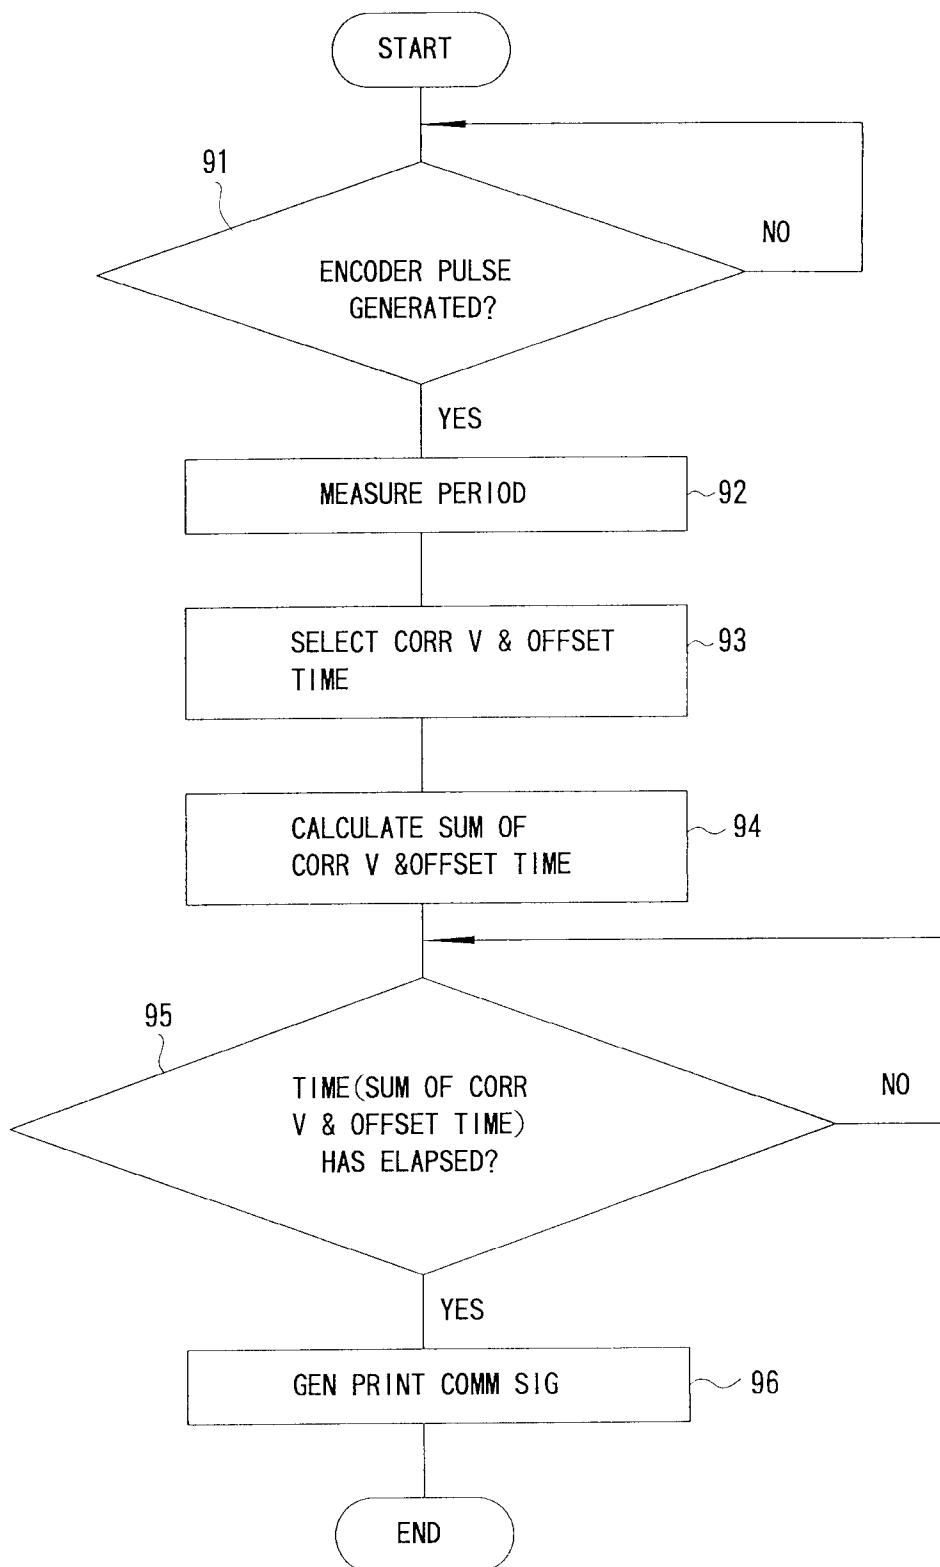 START
91
NO
ENCODER PULSE
GENERATED?
YES
MEASURE PERIOD
92
SELECT CORR V & OFFSET
TIME
93
CALCULATE SUM OF
CORR V &OFFSET TIME
94
95
TIME(SUM OF CORR
V & OFFSET TIME)
HAS ELAPSED?
NO
YES
GEN PRINT COMM SIG
96
END